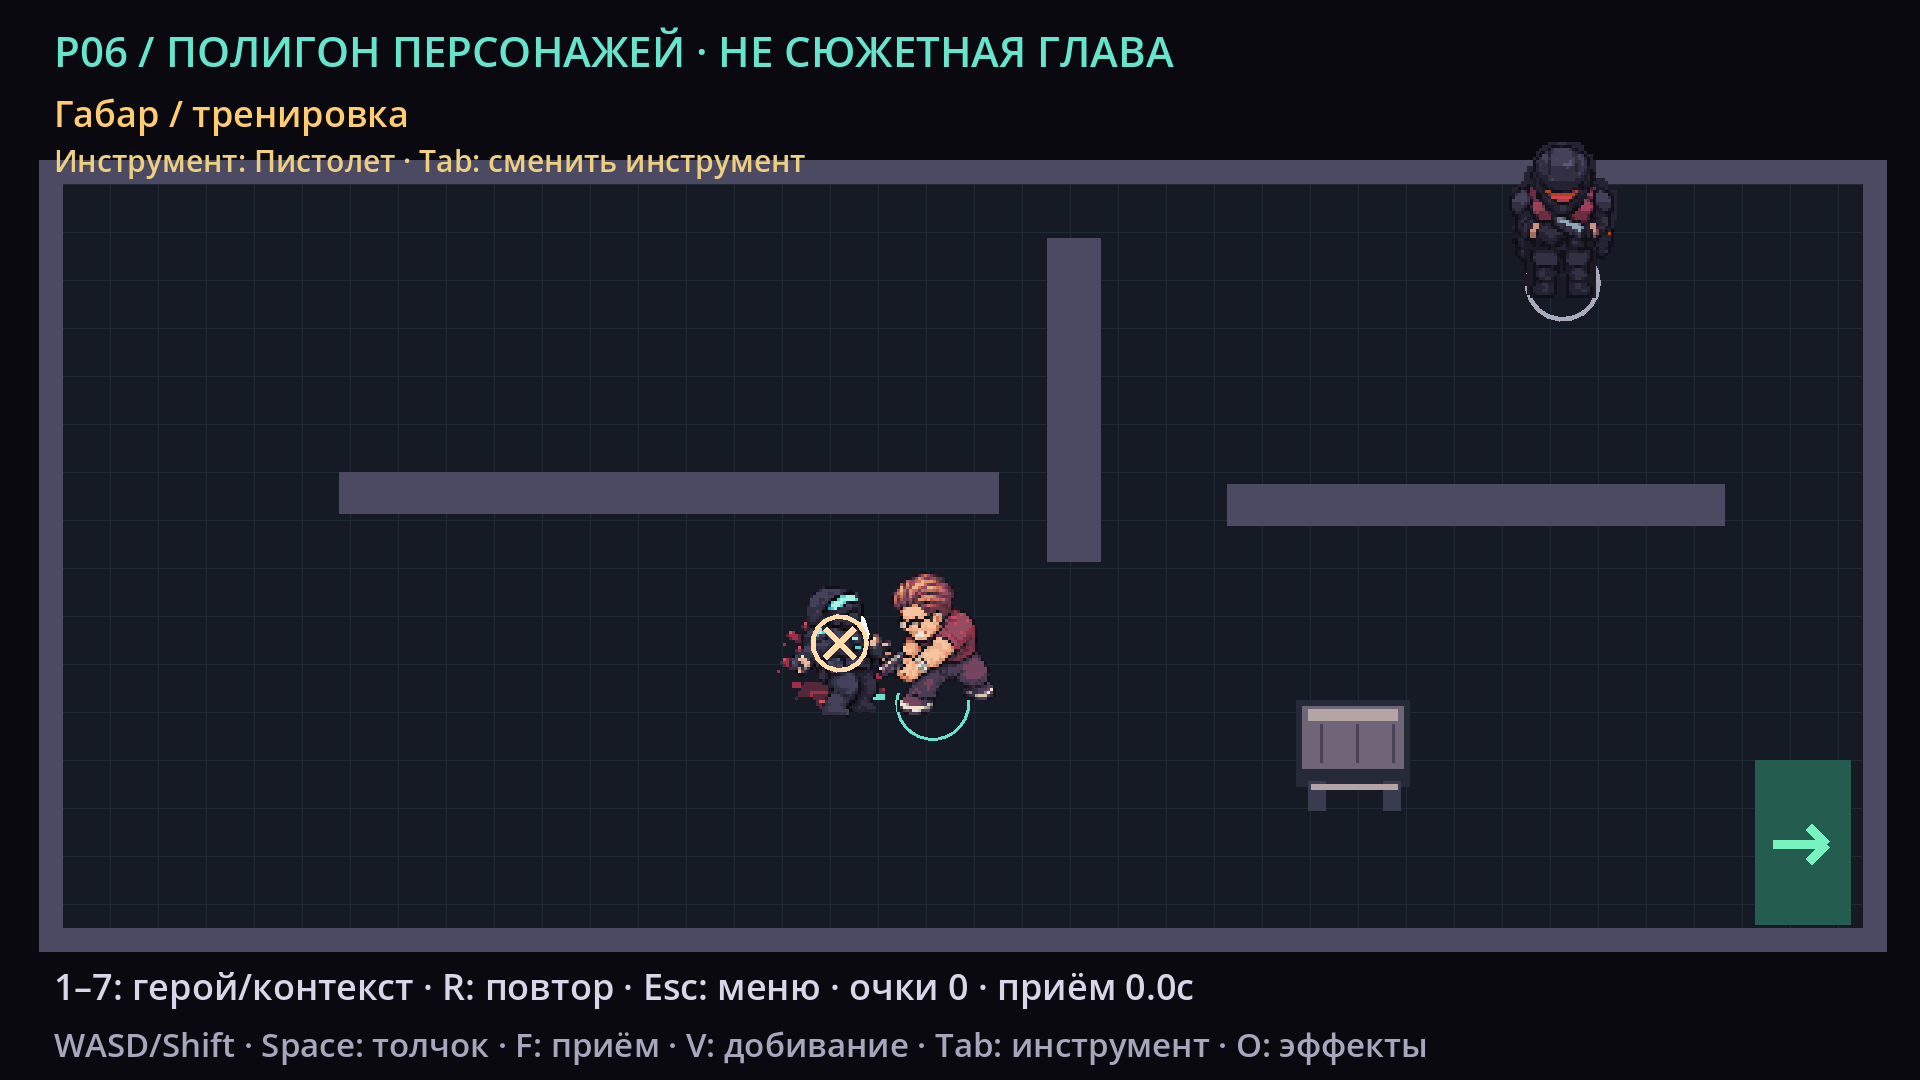 P06 / ПОЛИГОН ПЕРСОНАЖЕЙ · НЕ СЮЖЕТНАЯ ГЛАВА
Габар / тренировка
Инструмент: Пистолет · Tab: сменить инструмент
1–7: герой/контекст · R: повтор · Esc: меню · очки 0 · приём 0.0с
WASD/Shift · Space: толчок · F: приём · V: добивание · Tab: инструмент · O: эффекты